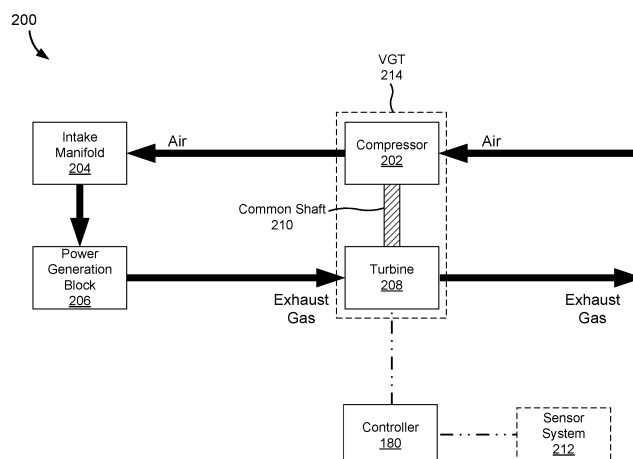 200
VGT
214
Intake
Manifold
204
Air
Compressor
202
Air
Common Shaft
210
Power
Generation
Block
206
Exhaust
Gas
Turbine
208
Exhaust
Gas
Controller
180
Sensor
System
212